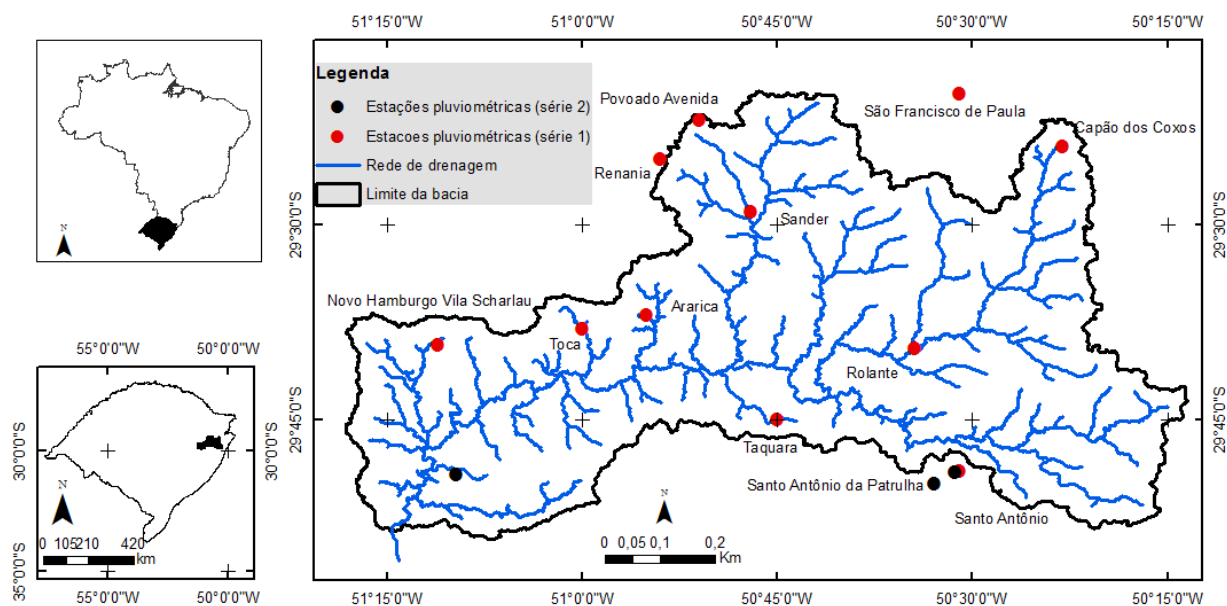 51°15'0"W 51°0'0"W 50°45'0"W 50°30'0"W 50°15'0"W
Legenda
Estações pluviométricas (série 2)
Estacoes pluviométricas (série 1)
Rede de drenagem
Limite da bacia
Povoado Avenida
São Francisco de Paula
Capão dos Coxos
Renania
Sander
29°30'0"S
29°30'0"S
Novo Hamburgo Vila Scharlau
Ararica
Toca
Rolante
29°45'0"S
29°45'0"S
Taquara
Santo Antônio da Patrulha
Santo Antônio
N
0 0,05 0,1 0,2
Km
51°15'0"W 51°0'0"W 50°45'0"W 50°30'0"W 50°15'0"W
N
55°0'0"W 50°0'0"W
30°0'0"S
30°0'0"S
N
0 105 210 420
km
35°0'0"S
55°0'0"W 50°0'0"W